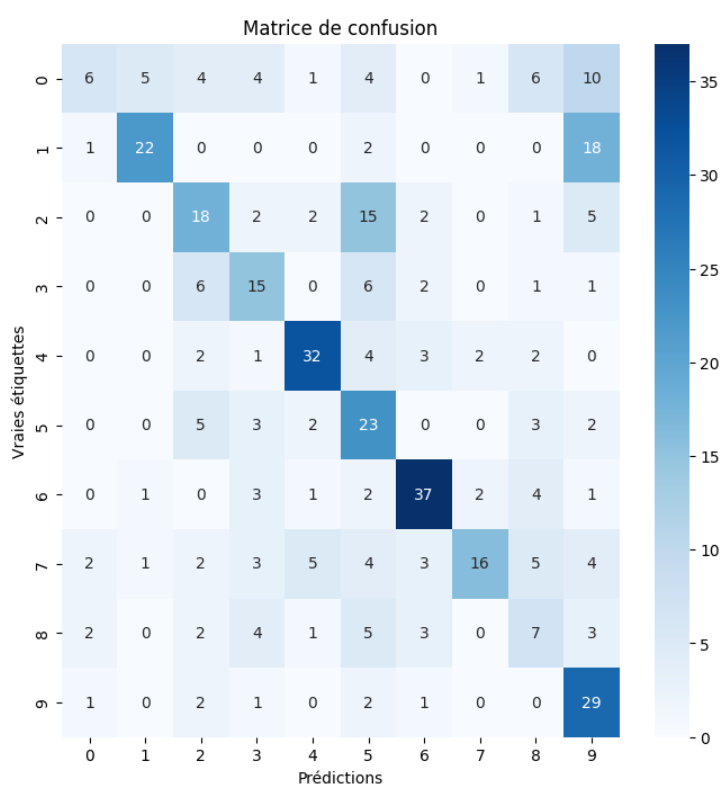 Matrice de confusion
0 6 5 4 4 1 4 0 1 6 10
1 1 22 0 0 0 2 0 0 0 18
2 0 0 18 2 2 15 2 0 1 5
3 0 0 6 15 0 6 2 0 1 1
4 0 0 2 1 32 4 3 2 2 0
5 0 0 5 3 2 23 0 0 3 2
6 0 1 0 3 1 2 37 2 4 1
7 2 1 2 3 5 4 3 16 5 4
8 2 0 2 4 1 5 3 0 7 3
9 1 0 2 1 0 2 1 0 0 29
0 1 2 3 4 5 6 7 8 9
Prédictions
Vraies étiquettes
35
30
25
20
15
10
5
0